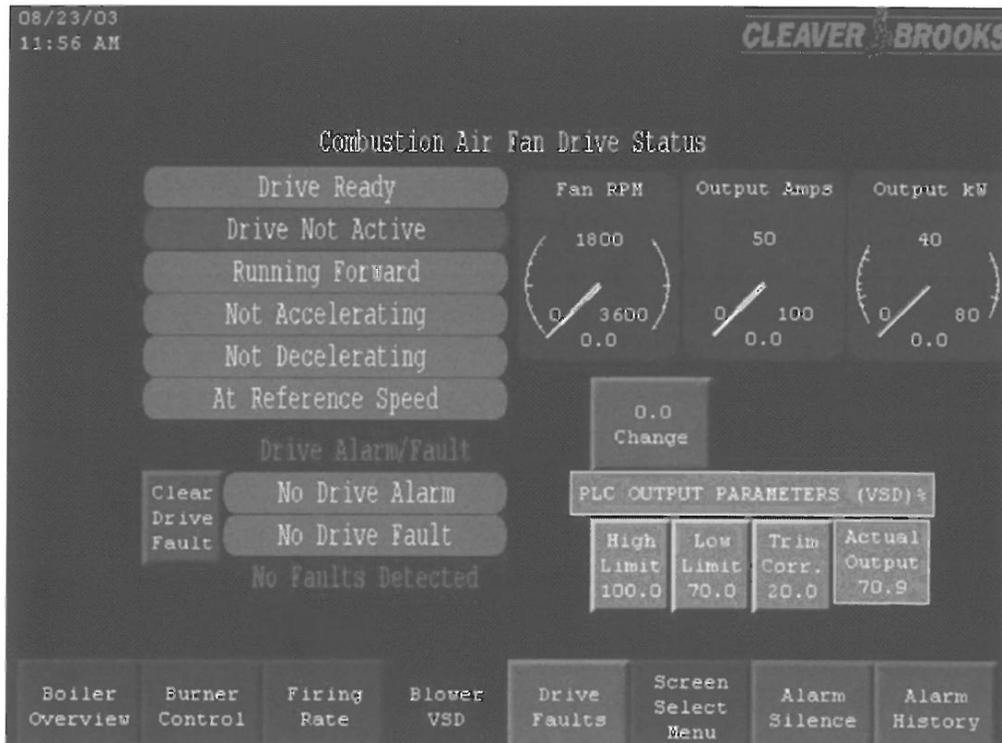 08/23/03
11:56 AM
CLEAVER BROOKS
Combustion Air Fan Drive Status
Drive Ready
Drive Not Active
Running Forward
Not Accelerating
Not Decelerating
At Reference Speed
Drive Alarm/Fault
Clear
Drive
Fault
No Drive Alarm
No Drive Fault
No Faults Detected
Fan RPM
1800
0 3600
0.0
Output Amps
50
0 100
0.0
Output kW
40
0 80
0.0
0.0
Change
PLC OUTPUT PARAMETERS (VSD)%
High
Limit
100.0
Low
Limit
70.0
Trim
Corr.
20.0
Actual
Output
70.9
Boiler
Overview
Burner
Control
Firing
Rate
Blower
VSD
Drive
Faults
Screen
Select
Menu
Alarm
Silence
Alarm
History